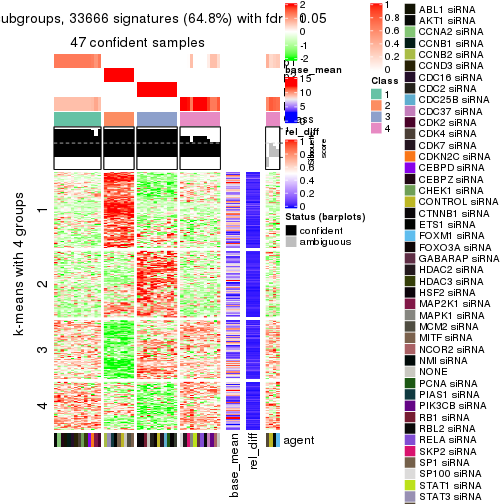 ubgroups, 33666 signatures (64.8%) with fdr
0.05
47 confident samples
k-means with 4 groups
1
2
3
4
base_mean
rel_diff
agent
2
1
0
-1
-2
base_mean
15
10
5
0
rel_diff
1
0.8
0.6
0.4
0.2
0
Status (barplots)
confident
ambiguous
1
0.8
0.6
0.4
0.2
0
Class
1
2
3
4
ABL1 siRNA
AKT1 siRNA
CCNA2 siRNA
CCNB1 siRNA
CCNB2 siRNA
CCND3 siRNA
CDC16 siRNA
CDC2 siRNA
CDC25B siRNA
CDC37 siRNA
CDK2 siRNA
CDK4 siRNA
CDK7 siRNA
CDKN2C siRNA
CEBPD siRNA
CEBPZ siRNA
CHEK1 siRNA
CONTROL siRNA
CTNNB1 siRNA
ETS1 siRNA
FOXM1 siRNA
FOXO3A siRNA
GABARAP siRNA
HDAC2 siRNA
HDAC3 siRNA
HSF2 siRNA
MAP2K1 siRNA
MAPK1 siRNA
MCM2 siRNA
MITF siRNA
NCOR2 siRNA
NMI siRNA
NONE
PCNA siRNA
PIAS1 siRNA
PIK3CB siRNA
RB1 siRNA
RBL2 siRNA
RELA siRNA
SKP2 siRNA
SP1 siRNA
SP100 siRNA
STAT1 siRNA
STAT3 siRNA